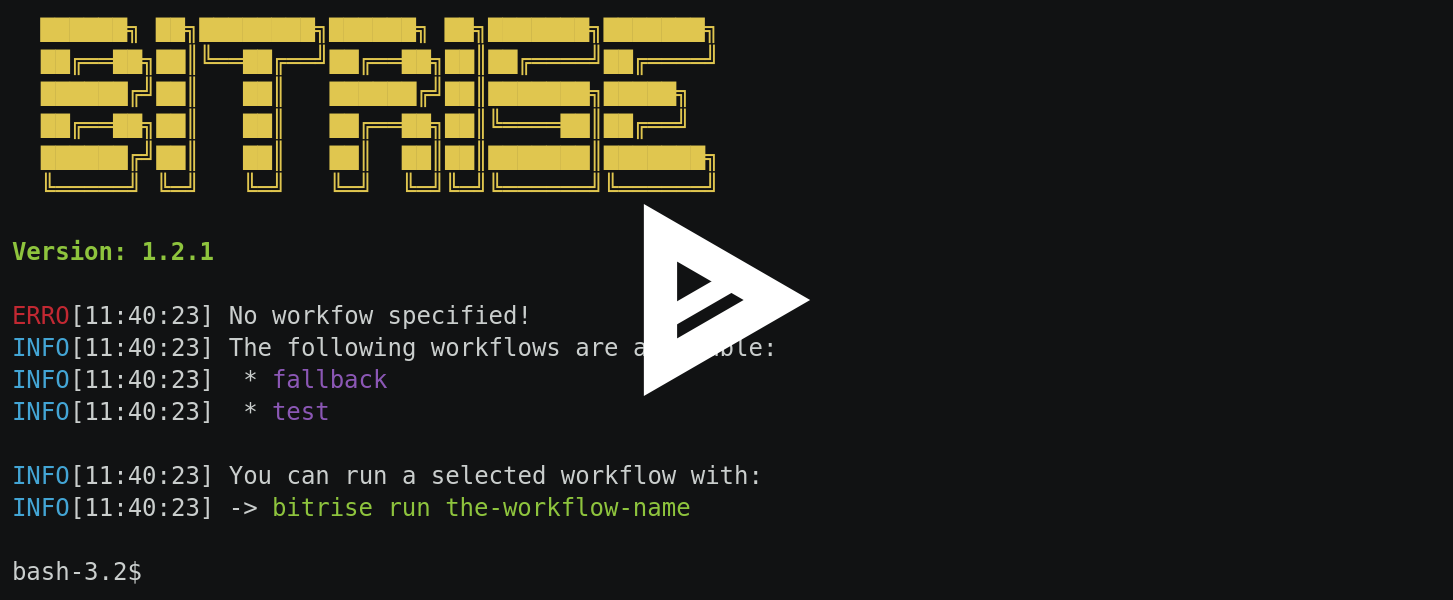 BITRISE
Version: 1.2.1
ERRO[11:40:23] No workfow specified!
INFO[11:40:23] The following workflows are
INFO[11:40:23]  * fallback
INFO[11:40:23]  * test
INFO[11:40:23] You can run a selected workflow with:
INFO[11:40:23] -> bitrise run the-workflow-name
bash-3.2$